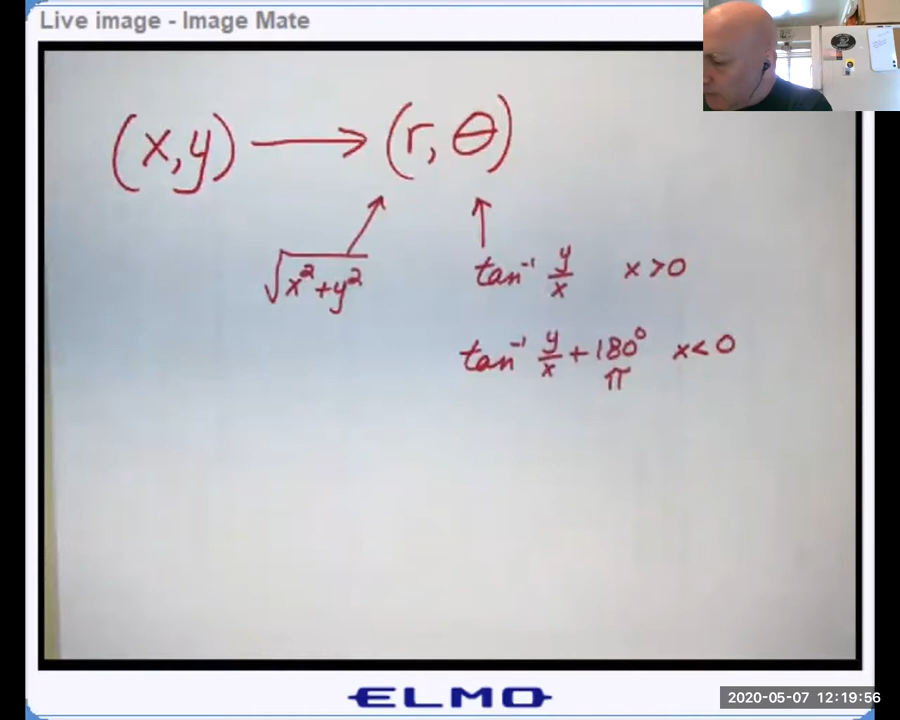 Live image - Image Mate
(x,y) ⟶ (r, θ)
√x²+y²
tan⁻¹ y/x x>0
tan⁻¹ y/x + 180° x<0
π
ELMO
2020-05-07 12:19:56